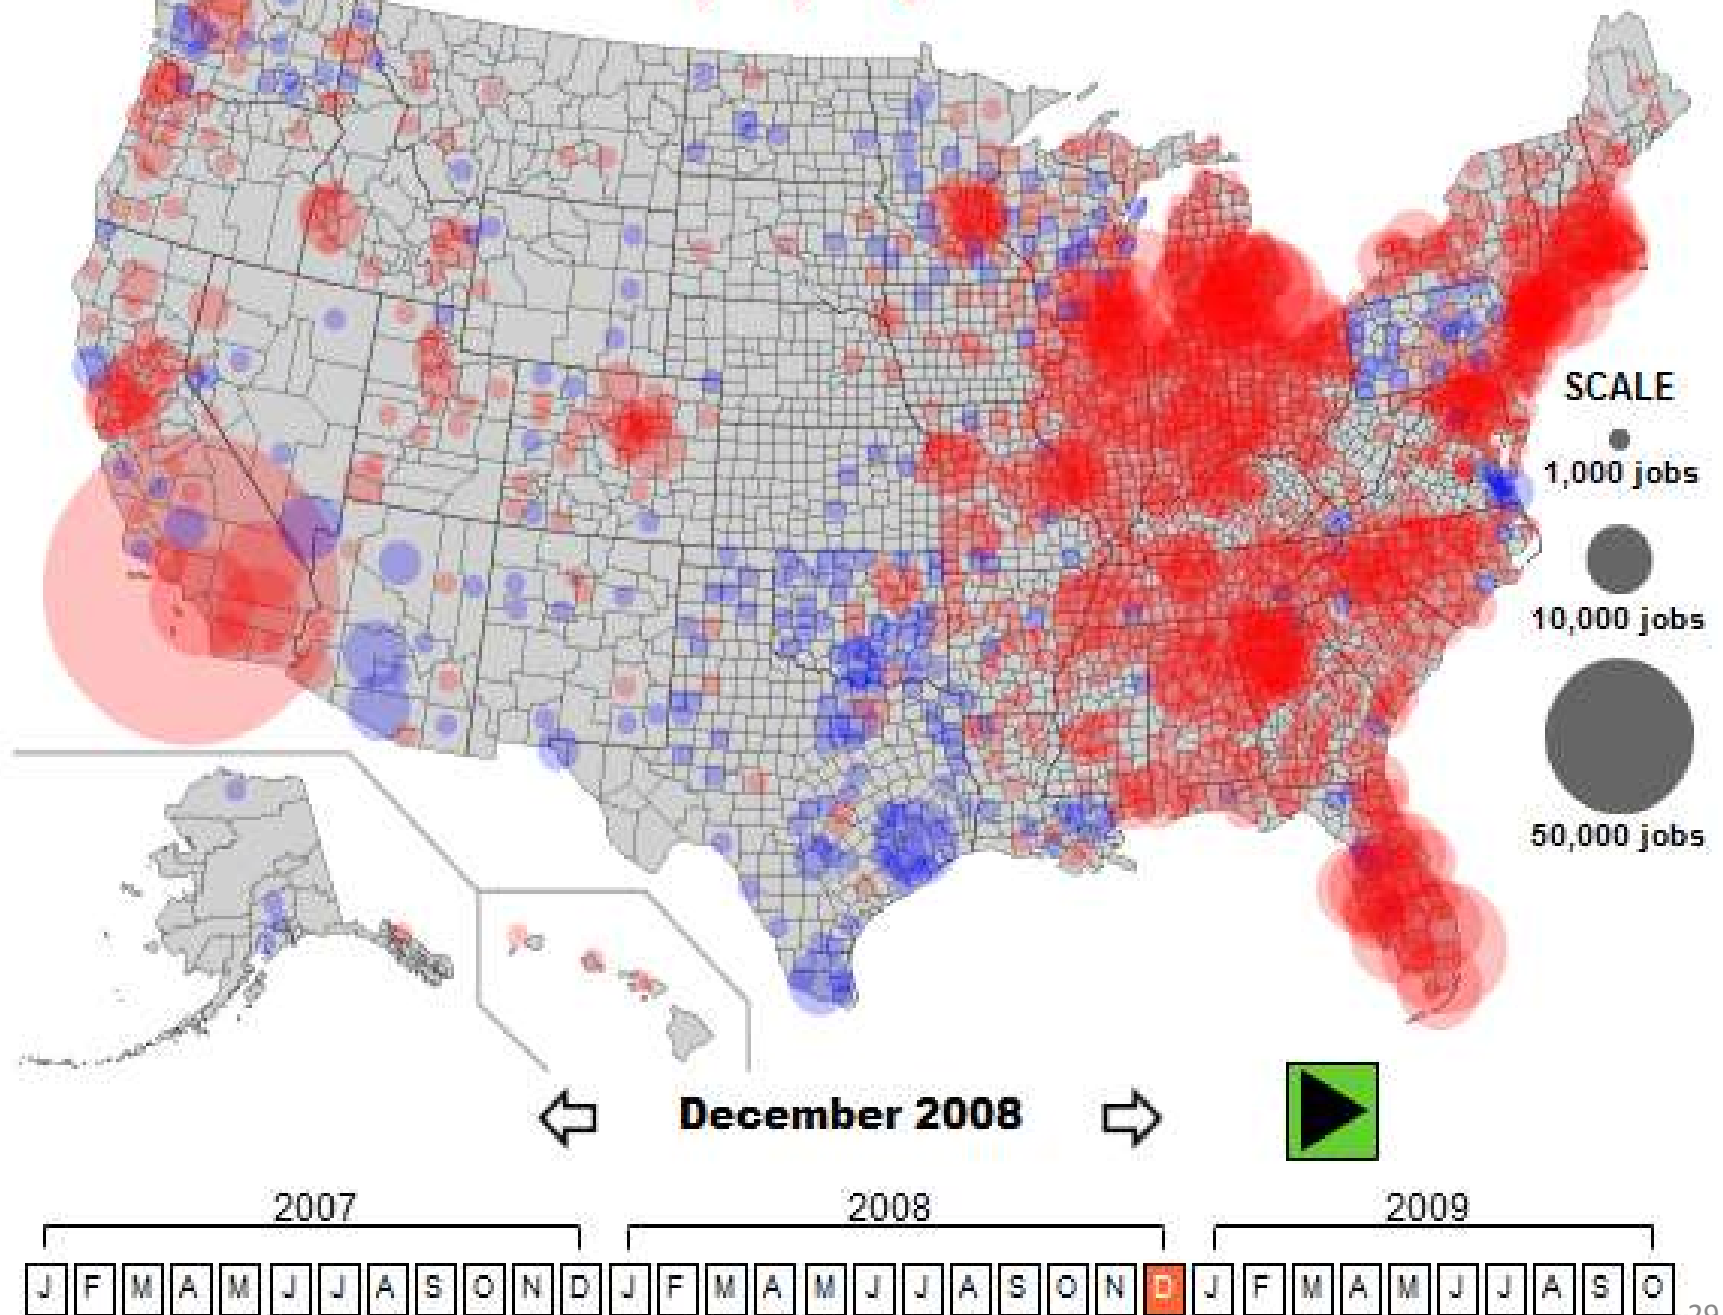 SCALE
1,000 jobs
10,000 jobs
50,000 jobs
December 2008
2007 2008 2009
J F M A M J J A S O N D J F M A M J J A S O N D J F M A M J J A S O